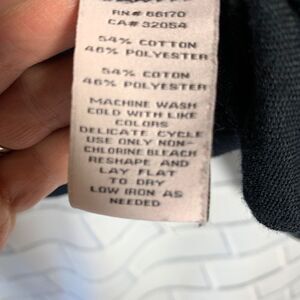 RN# 66170
CA# 32054
54% COTTON
46% POLYESTER
54% COTON
46% POLYESTER
MACHINE WASH
COLD WITH LIKE
COLORS
DELICATE CYCLE
USE ONLY NON-
CHLORINE BLEACH
RESHAPE AND
LAY FLAT
TO DRY
LOW IRON AS
NEEDED